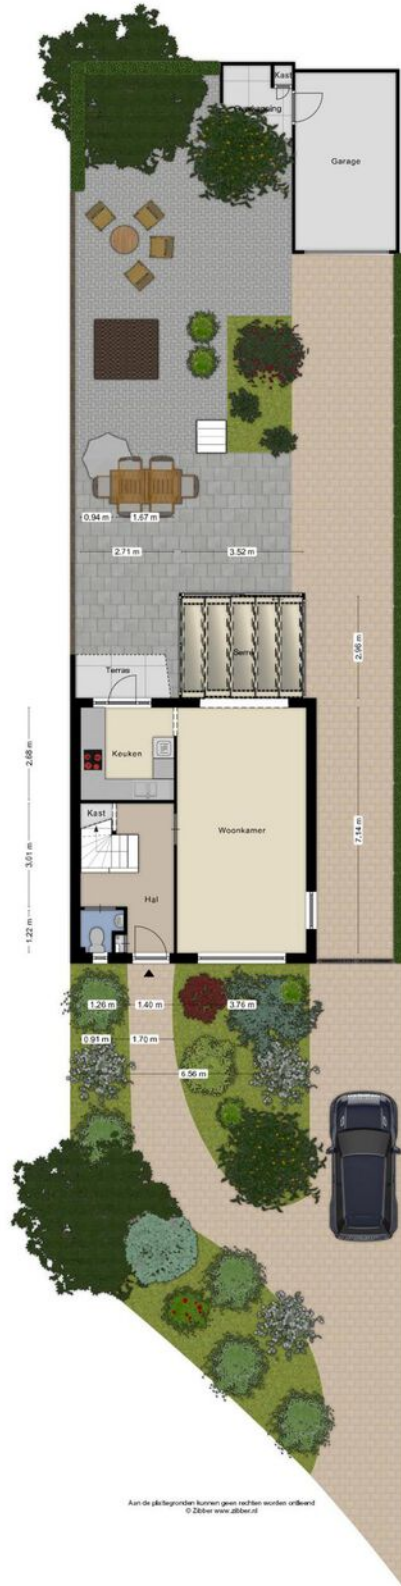 Kast
Garage
0.94 m
1.67 m
2.71 m
3.52 m
Serre
2.96 m
Terras
Keuken
2.68 m
Woonkamer
7.14 m
Kast
3.01 m
Hal
1.22 m
1.26 m
1.40 m
3.76 m
0.91 m
1.70 m
6.56 m
Aan de plattegronden kunnen geen rechten worden ontleend
© Zibber www.zibber.nl